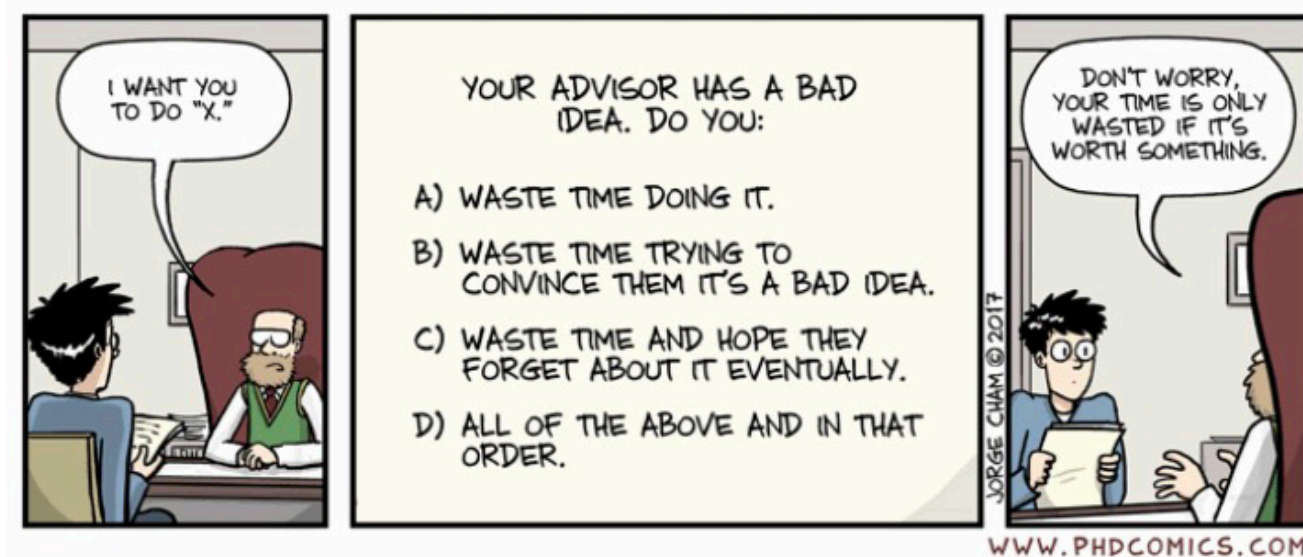 I WANT YOU
TO DO "X."
YOUR ADVISOR HAS A BAD
IDEA. DO YOU:
A) WASTE TIME DOING IT.
B) WASTE TIME TRYING TO
CONVINCE THEM IT'S A BAD IDEA.
C) WASTE TIME AND HOPE THEY
FORGET ABOUT IT EVENTUALLY.
D) ALL OF THE ABOVE AND IN THAT
ORDER.
JORGE CHAM © 2017
DON'T WORRY,
YOUR TIME IS ONLY
WASTED IF IT'S
WORTH SOMETHING.
WWW.PHDCOMICS.COM